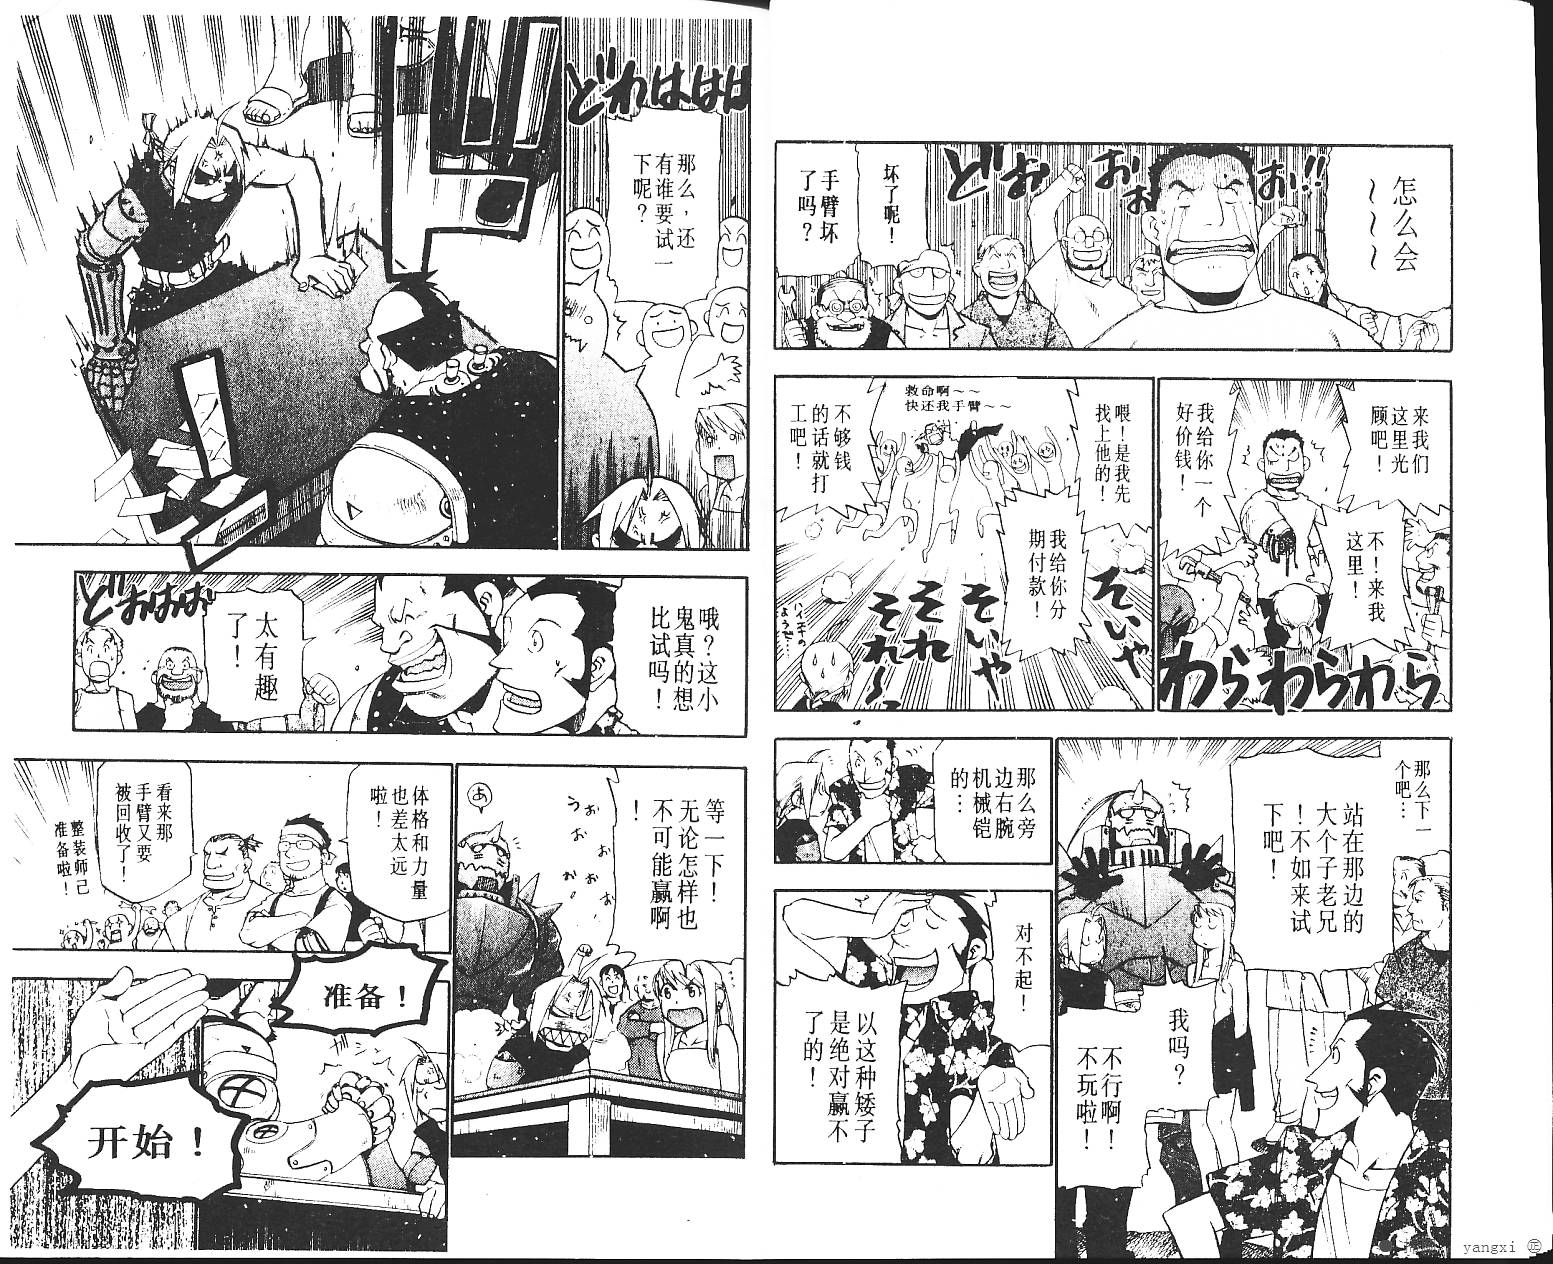 怎么会
～～～
どおおおお!!
坏了呢！
手臂坏
了吗？
来我们
这里光
顾吧！
我给你一个
好价钱！
不！来我
这里！
わらわらわら
喂！是我先
找上他的！
救命啊～～
快还我手臂～～
不够钱
的话就打
工吧！
我给你分
期付款！
そいや
そいや
それ
それ～
那么下一
个吧…
站在那边的
大个子老兄
！不如来试
下吧！
我吗？
不行啊！
不玩啦！
那么旁
边右腕
机械铠
的…
对不起！
以这种矮子
是绝对赢不
了的！
どわはははは
那么，还
有谁要试一
下呢？
哦？这小
鬼真的想
比试吗！
太有趣
了！
どおはは
等一下！
无论怎样也
不可能赢啊
！
あ
うおぉぉぉ
体格和力量
也差太远
啦！
看来那
手臂又要
被回收了！
整装师已
准备啦！
准备！
开始！
yangxi